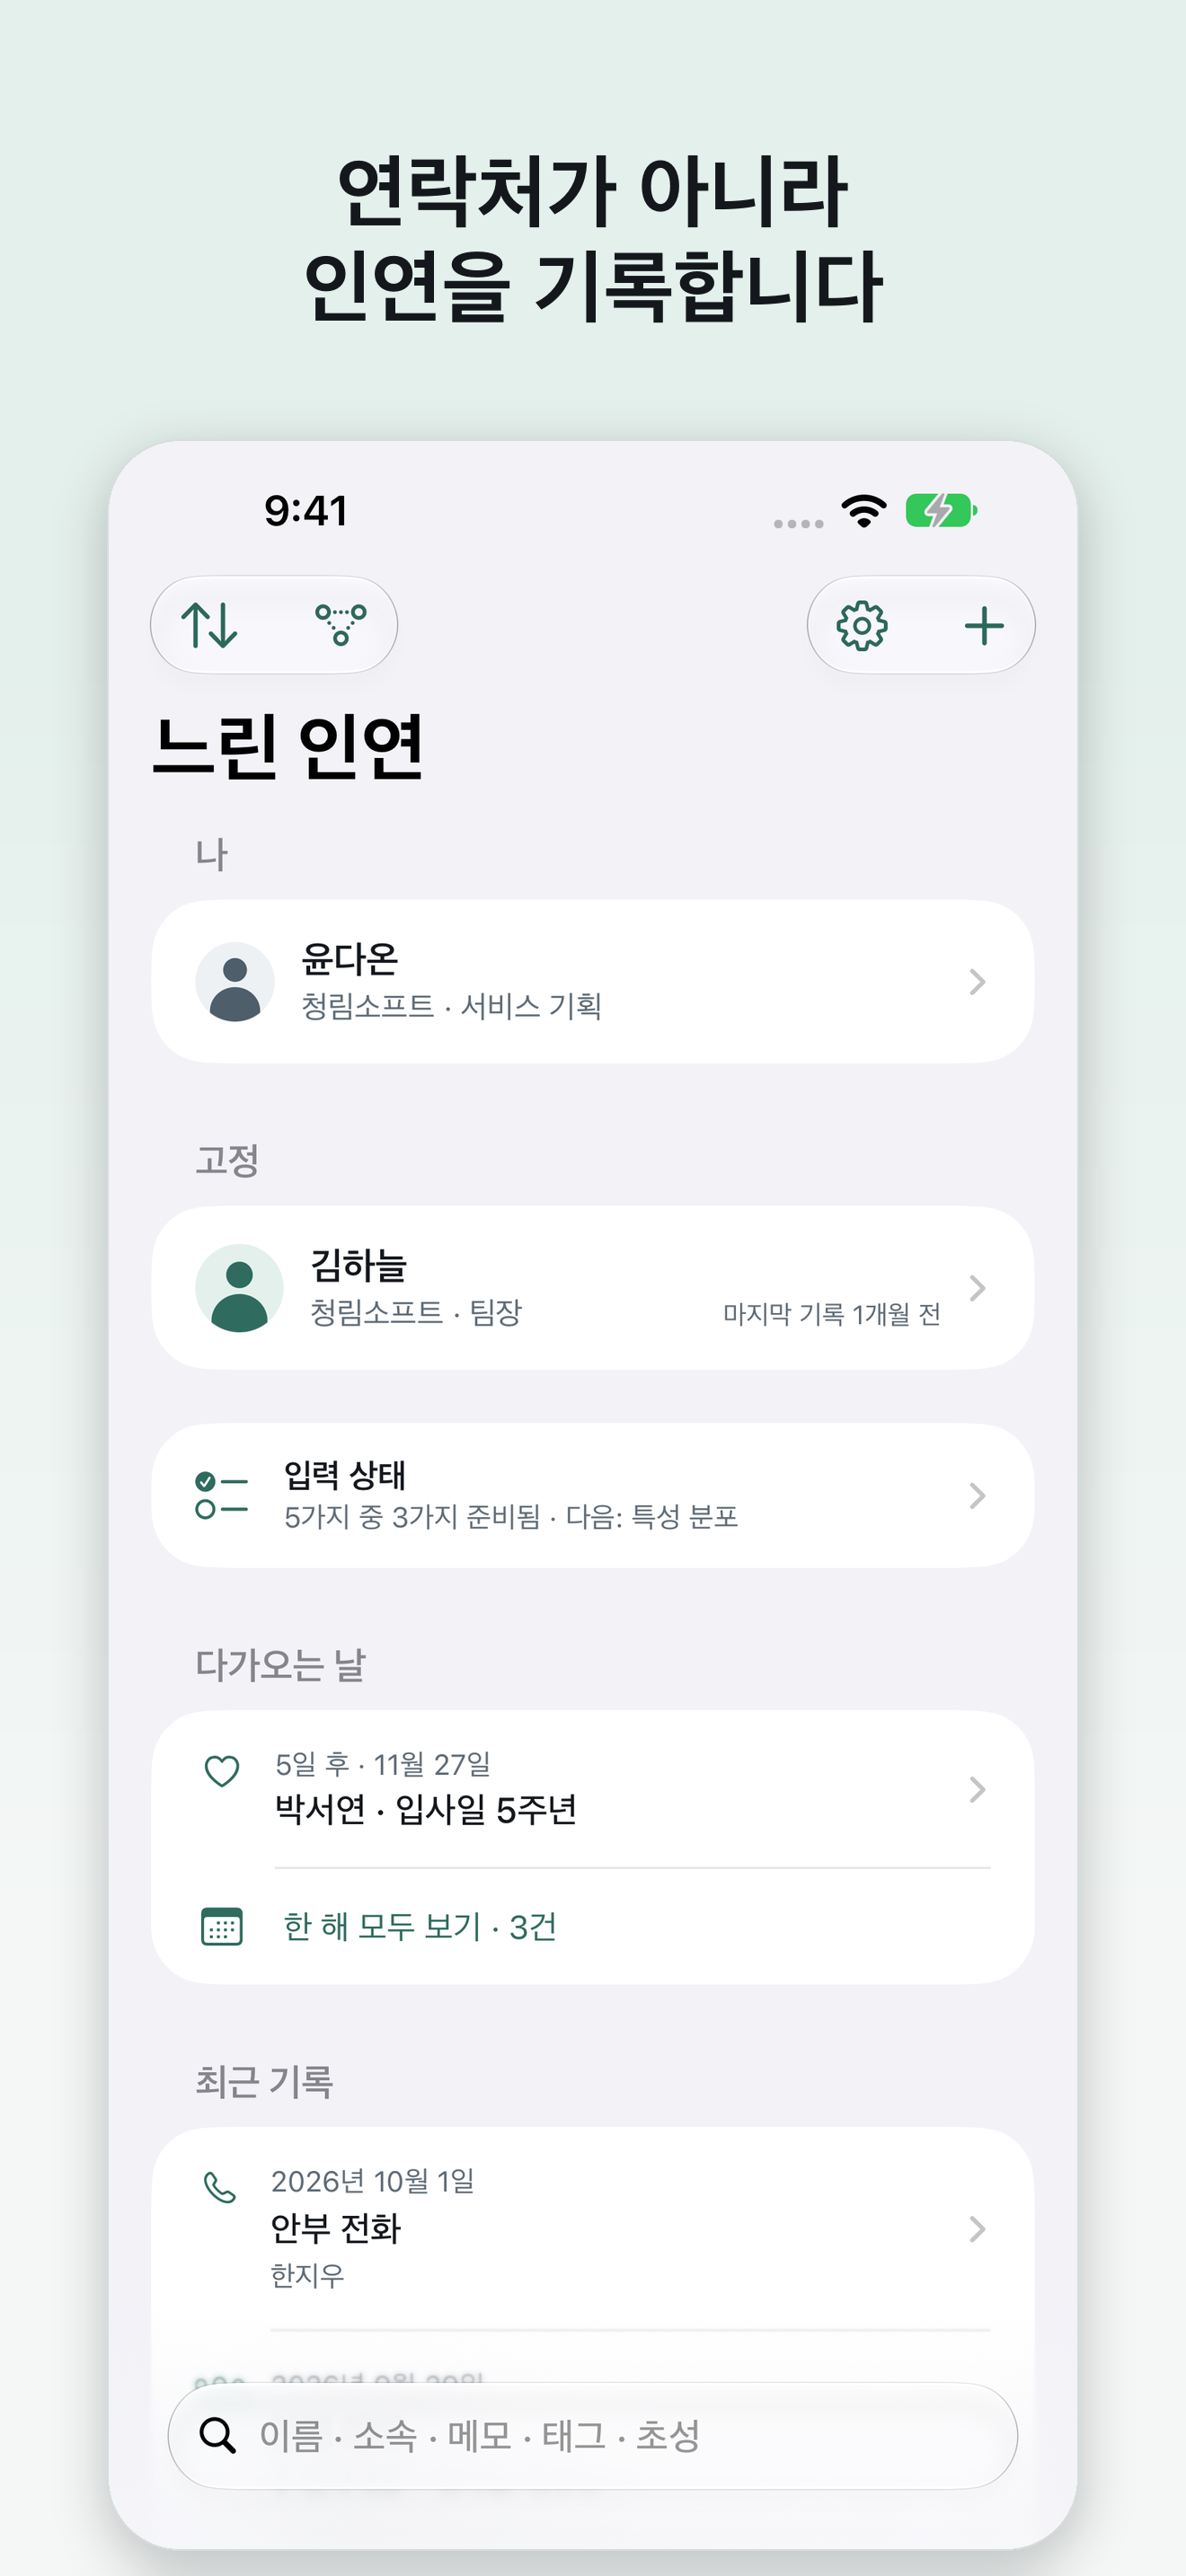 연락처가 아니라
인연을 기록합니다
9:41
느린 인연
나
윤다온
청림소프트 · 서비스 기획
고정
김하늘
청림소프트 · 팀장
마지막 기록 1개월 전
입력 상태
5가지 중 3가지 준비됨 · 다음: 특성 분포
다가오는 날
5일 후 · 11월 27일
박서연 · 입사일 5주년
한 해 모두 보기 · 3건
최근 기록
2026년 10월 1일
안부 전화
한지우
이름 · 소속 · 메모 · 태그 · 초성